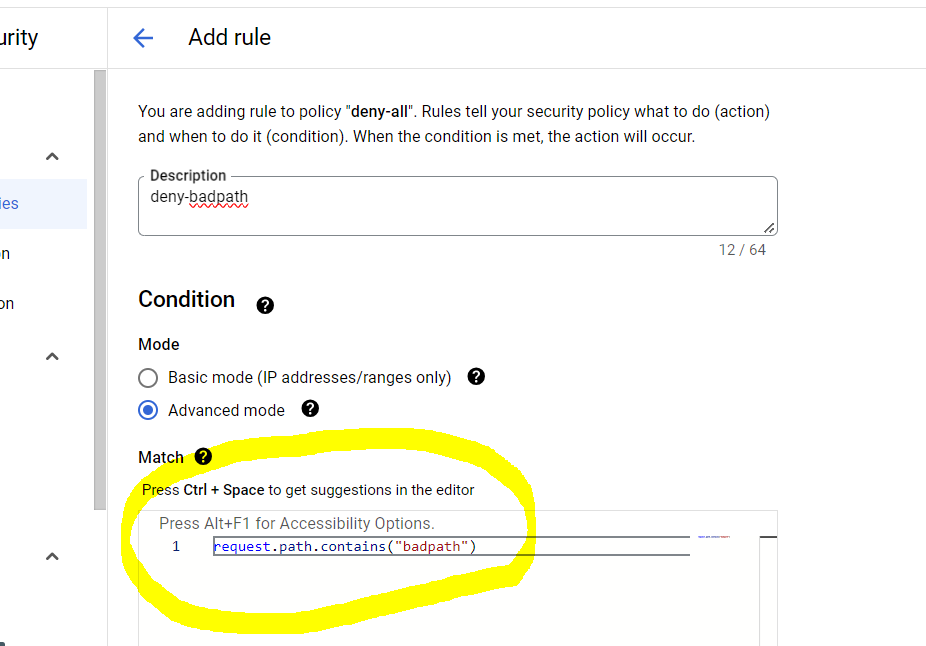 urity
Add rule
You are adding rule to policy "deny-all". Rules tell your security policy what to do (action)
and when to do it (condition). When the condition is met, the action will occur.
Description
deny-badpath
12 / 64
ies
n
Condition
on
Mode
Basic mode (IP addresses/ranges only)
Advanced mode
Match
Press Ctrl + Space to get suggestions in the editor
Press Alt+F1 for Accessibility Options.
1 request.path.contains("badpath")